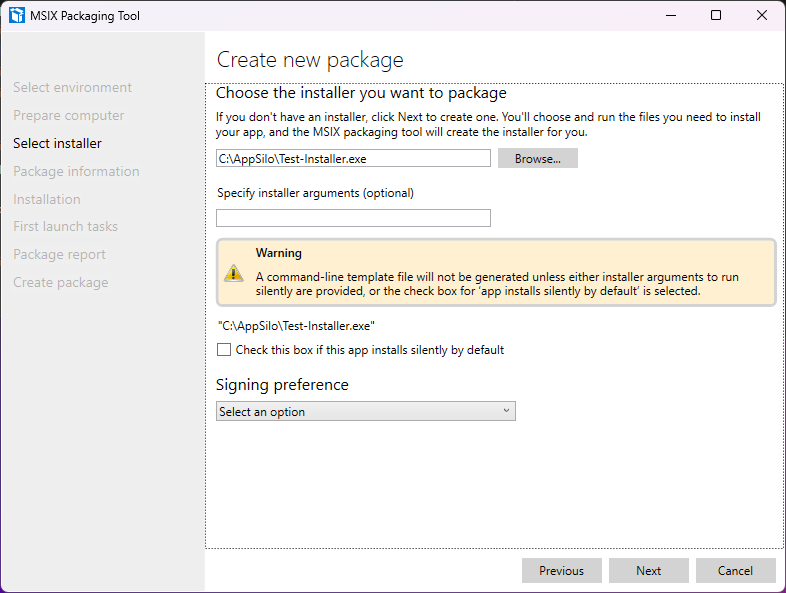 MSIX Packaging Tool
Create new package
Select environment
Prepare computer
Select installer
Package information
Installation
First launch tasks
Package report
Create package
Choose the installer you want to package
If you don't have an installer, click Next to create one. You'll choose and run the files you need to install
your app, and the MSIX packaging tool will create the installer for you.
C:\AppSilo\Test-Installer.exe
Browse...
Specify installer arguments (optional)
Warning
A command-line template file will not be generated unless either installer arguments to run
silently are provided, or the check box for 'app installs silently by default' is selected.
"C:\AppSilo\Test-Installer.exe"
Check this box if this app installs silently by default
Signing preference
Select an option
Previous
Next
Cancel